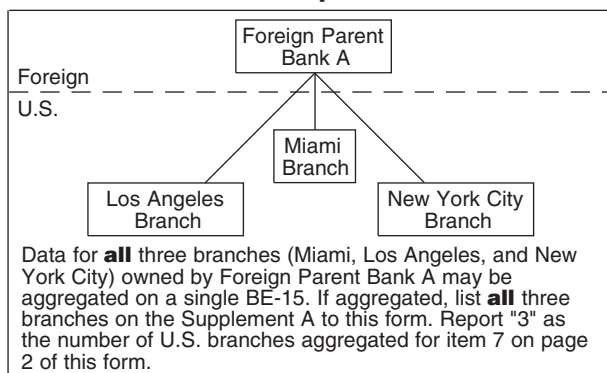 Foreign Parent
Bank A
Foreign
U.S.
Miami
Branch
Los Angeles
Branch
New York City
Branch
Data for all three branches (Miami, Los Angeles, and New
York City) owned by Foreign Parent Bank A may be
aggregated on a single BE-15. If aggregated, list all three
branches on the Supplement A to this form. Report "3" as
the number of U.S. branches aggregated for item 7 on page
2 of this form.